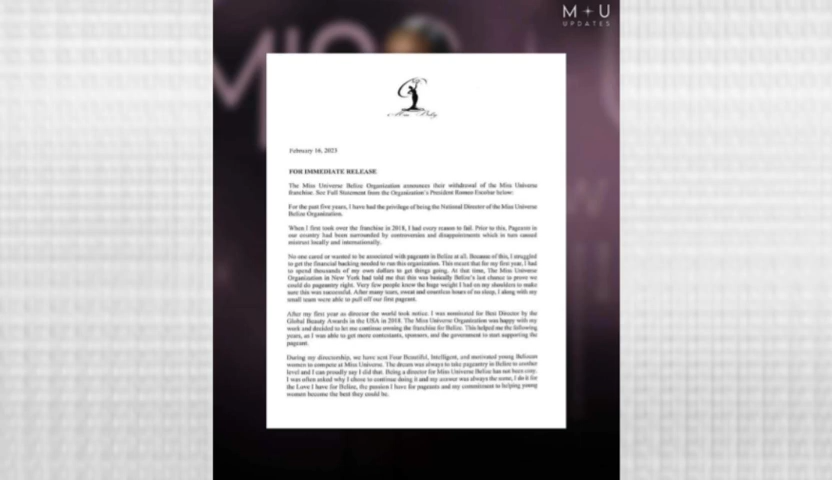 M + U
UPDATES
February 16, 2023
FOR IMMEDIATE RELEASE
The Miss Universe Belize Organization announces their withdrawal of the Miss Universe
franchise. See Full Statement from the Organization's President Romeo Escobar below:
For the past five years, I have had the privilege of being the National Director of the Miss Universe
Belize Organization.
When I first took over the franchise in 2018, I had every reason to fail. Prior to this, Pageants in
our country had been surrounded by controversies and disappointments which in turn caused
mistrust locally and internationally.
No one cared or wanted to be associated with pageants in Belize at all. Because of this, I struggled
to get the financial backing needed to run this organization. This meant that for my first year, I had
to spend thousands of my own dollars to get things going. At that time, The Miss Universe
Organization in New York had told me that this was basically Belize's last chance to prove we
could do pageantry right. Very few people knew the huge weight I had on my shoulders to make
sure this was successful. After many tears, sweat and countless hours of no sleep, I along with my
small team were able to pull off our first pageant.
After my first year as director the world took notice. I was nominated for Best Director by the
Global Beauty Awards in the USA in 2018. The Miss Universe Organization was happy with my
work and decided to let me continue owning the franchise for Belize. This helped me the following
years, as I was able to get more contestants, sponsors, and the government to start supporting the
pageant.
During my directorship, we have sent Four Beautiful, Intelligent, and motivated young Belizean
women to compete at Miss Universe. The dream was always to take pageantry in Belize to another
level and I can proudly say I did that. Being a director for Miss Universe Belize has not been easy.
I was often asked why I chose to continue doing it and my answer was always the same, I do it for
the Love I have for Belize, the passion I have for pageants and my commitment to helping young
women become the best they could be.